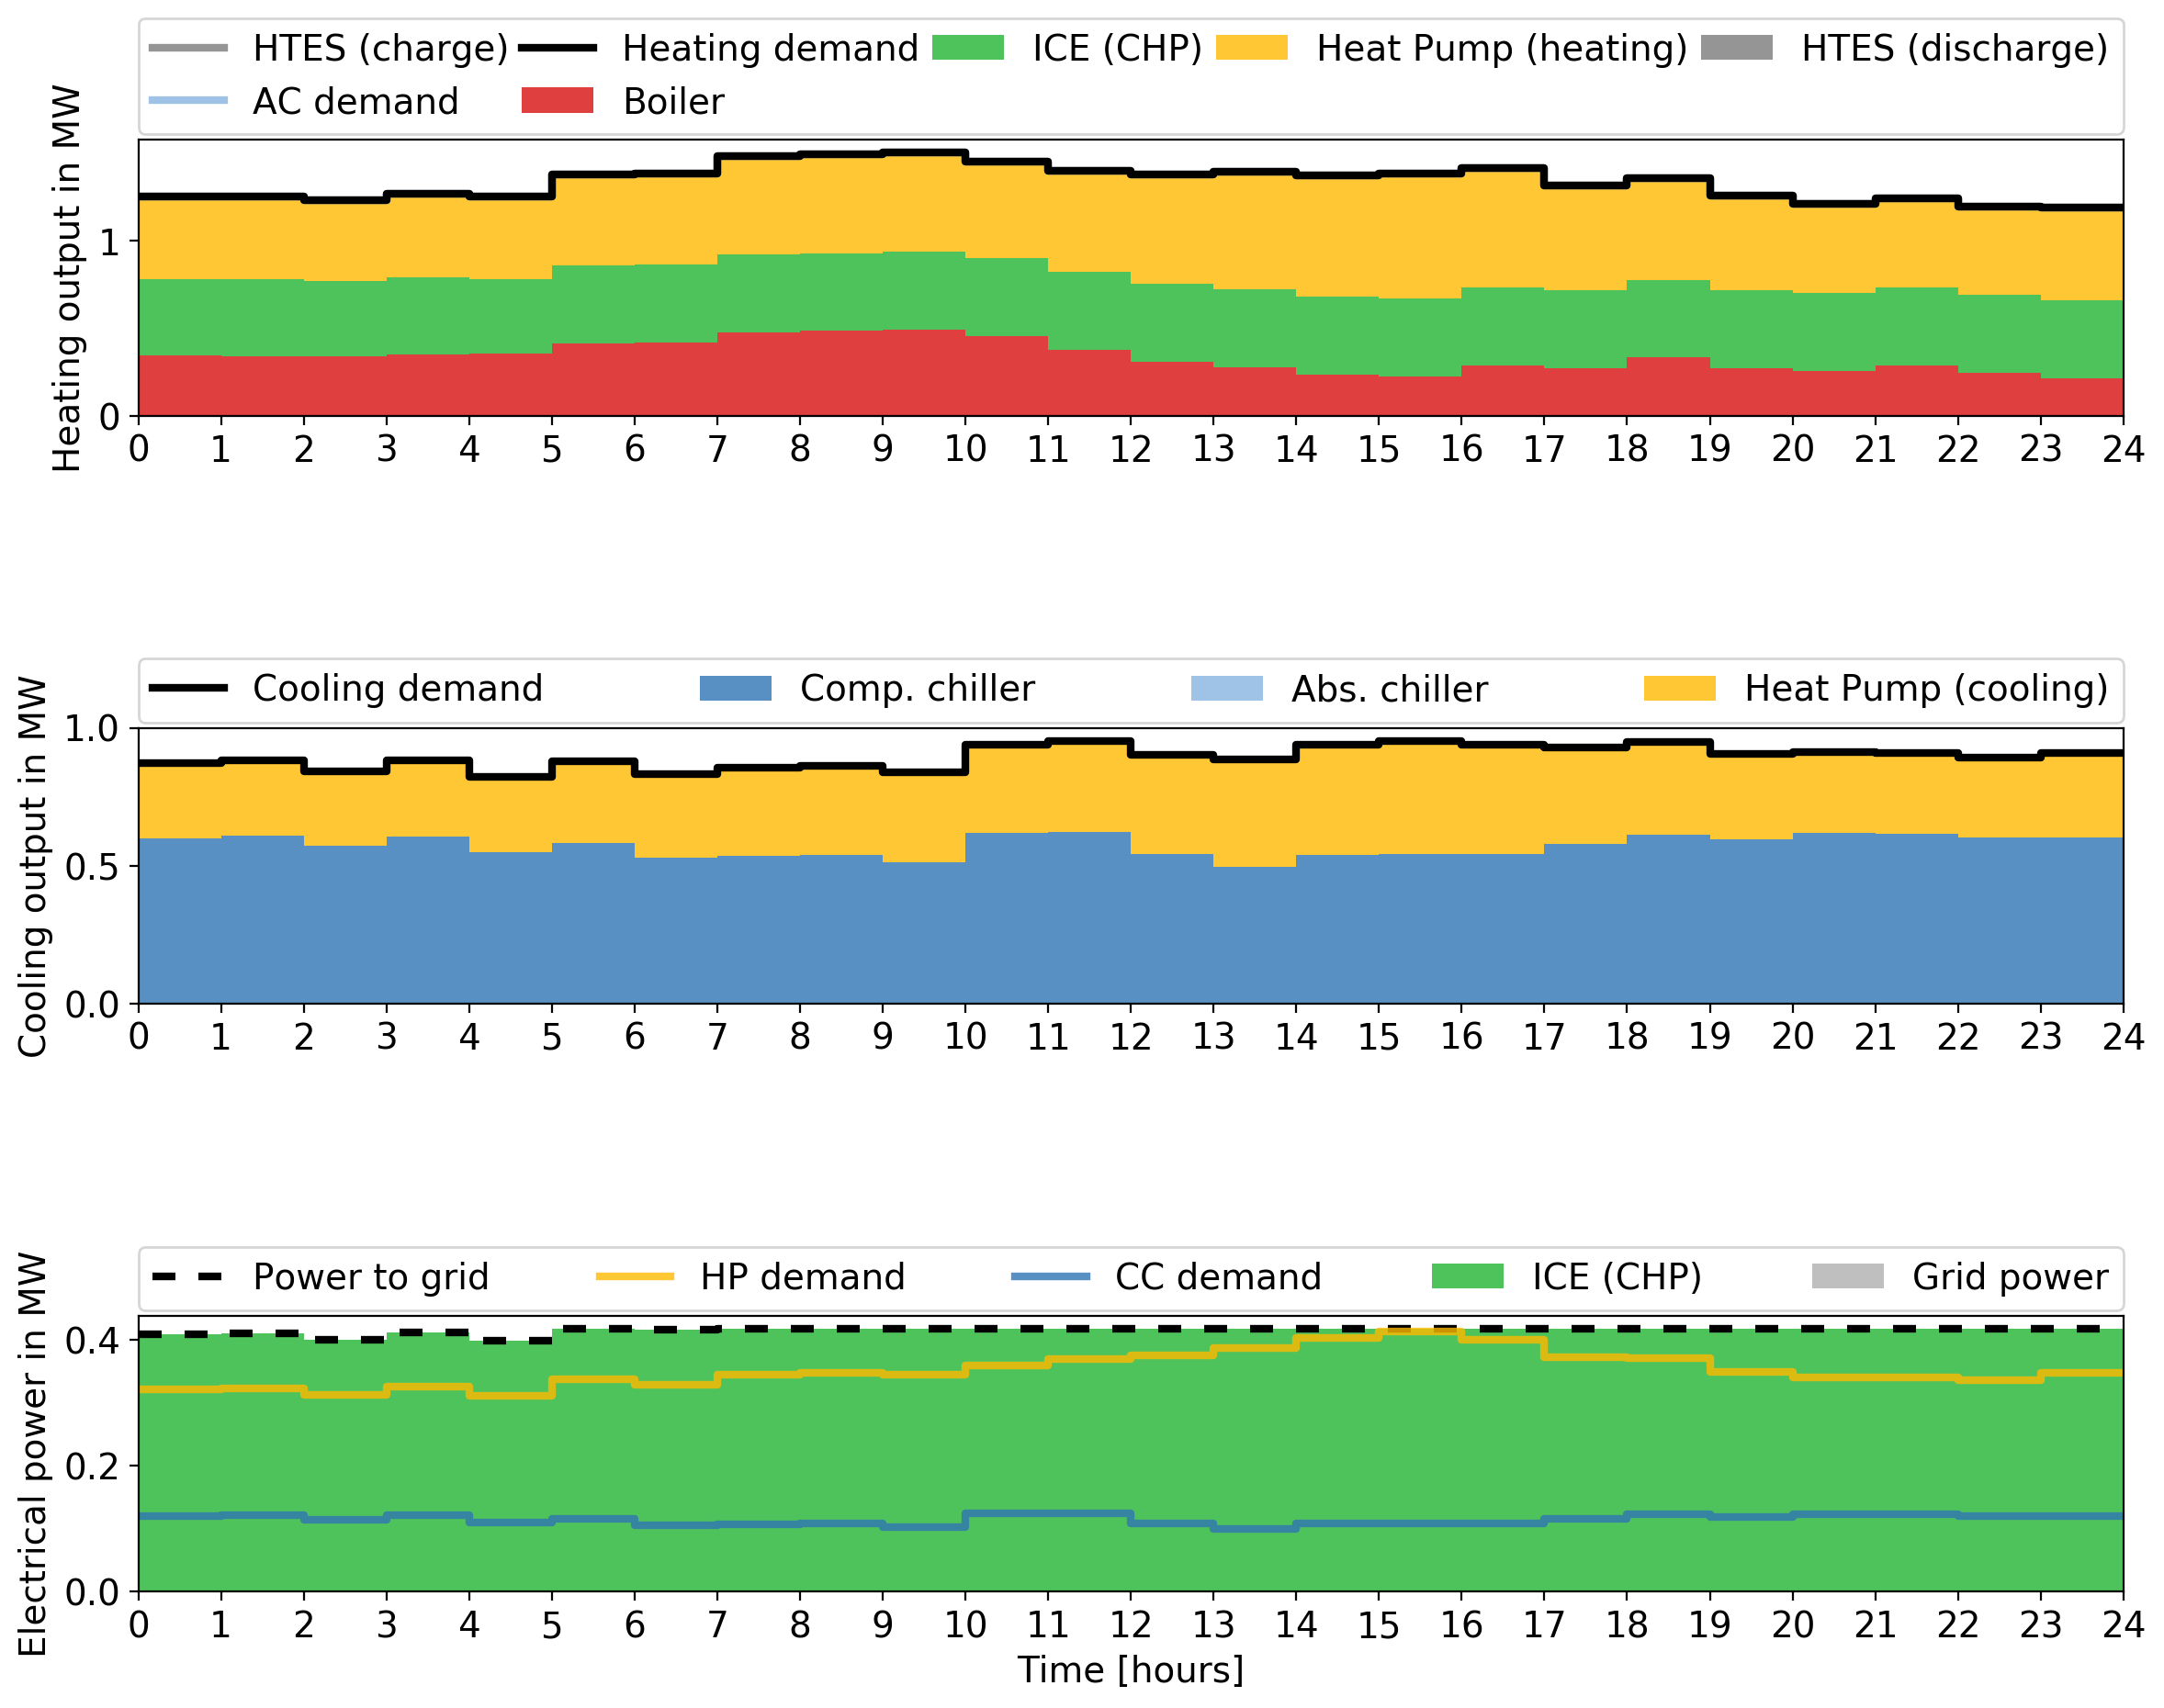 HTES (charge) Heating demand ICE (CHP) Heat Pump (heating) HTES (discharge)
AC demand Boiler
Heating output in MW
1
0
0 1 2 3 4 5 6 7 8 9 10 11 12 13 14 15 16 17 18 19 20 21 22 23 24
Cooling demand Comp. chiller Abs. chiller Heat Pump (cooling)
Cooling output in MW
1.0
0.5
0.0
0 1 2 3 4 5 6 7 8 9 10 11 12 13 14 15 16 17 18 19 20 21 22 23 24
Power to grid HP demand CC demand ICE (CHP) Grid power
Electrical power in MW
0.4
0.2
0.0
0 1 2 3 4 5 6 7 8 9 10 11 12 13 14 15 16 17 18 19 20 21 22 23 24
Time [hours]